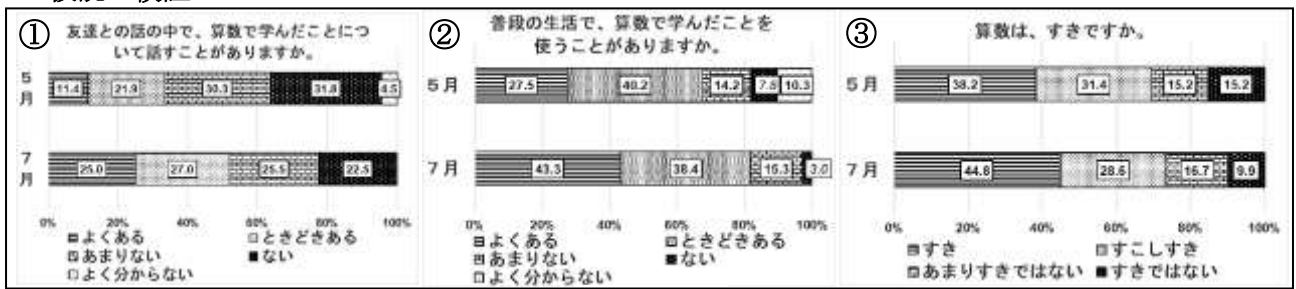 ①
友達との話の中で、算数で学んだことにつ
いて話すことがありますか。
5月
11.4 21.9 30.3 31.8 4.5
7月
25.0 27.0 25.5 22.5
0% 20% 40% 60% 80% 100%
よくある ときどきある
あまりない ない
よく分からない
②
普段の生活で、算数で学んだことを
使うことがありますか。
5月
27.5 40.2 14.2 7.5 10.3
7月
43.3 38.4 15.3 3.0
0% 20% 40% 60% 80% 100%
よくある ときどきある
あまりない ない
よく分からない
③
算数は、すきですか。
5月
38.2 31.4 15.2 15.2
7月
44.8 28.6 16.7 9.9
0% 20% 40% 60% 80% 100%
すき すこしすき
あまりすきではない すきではない